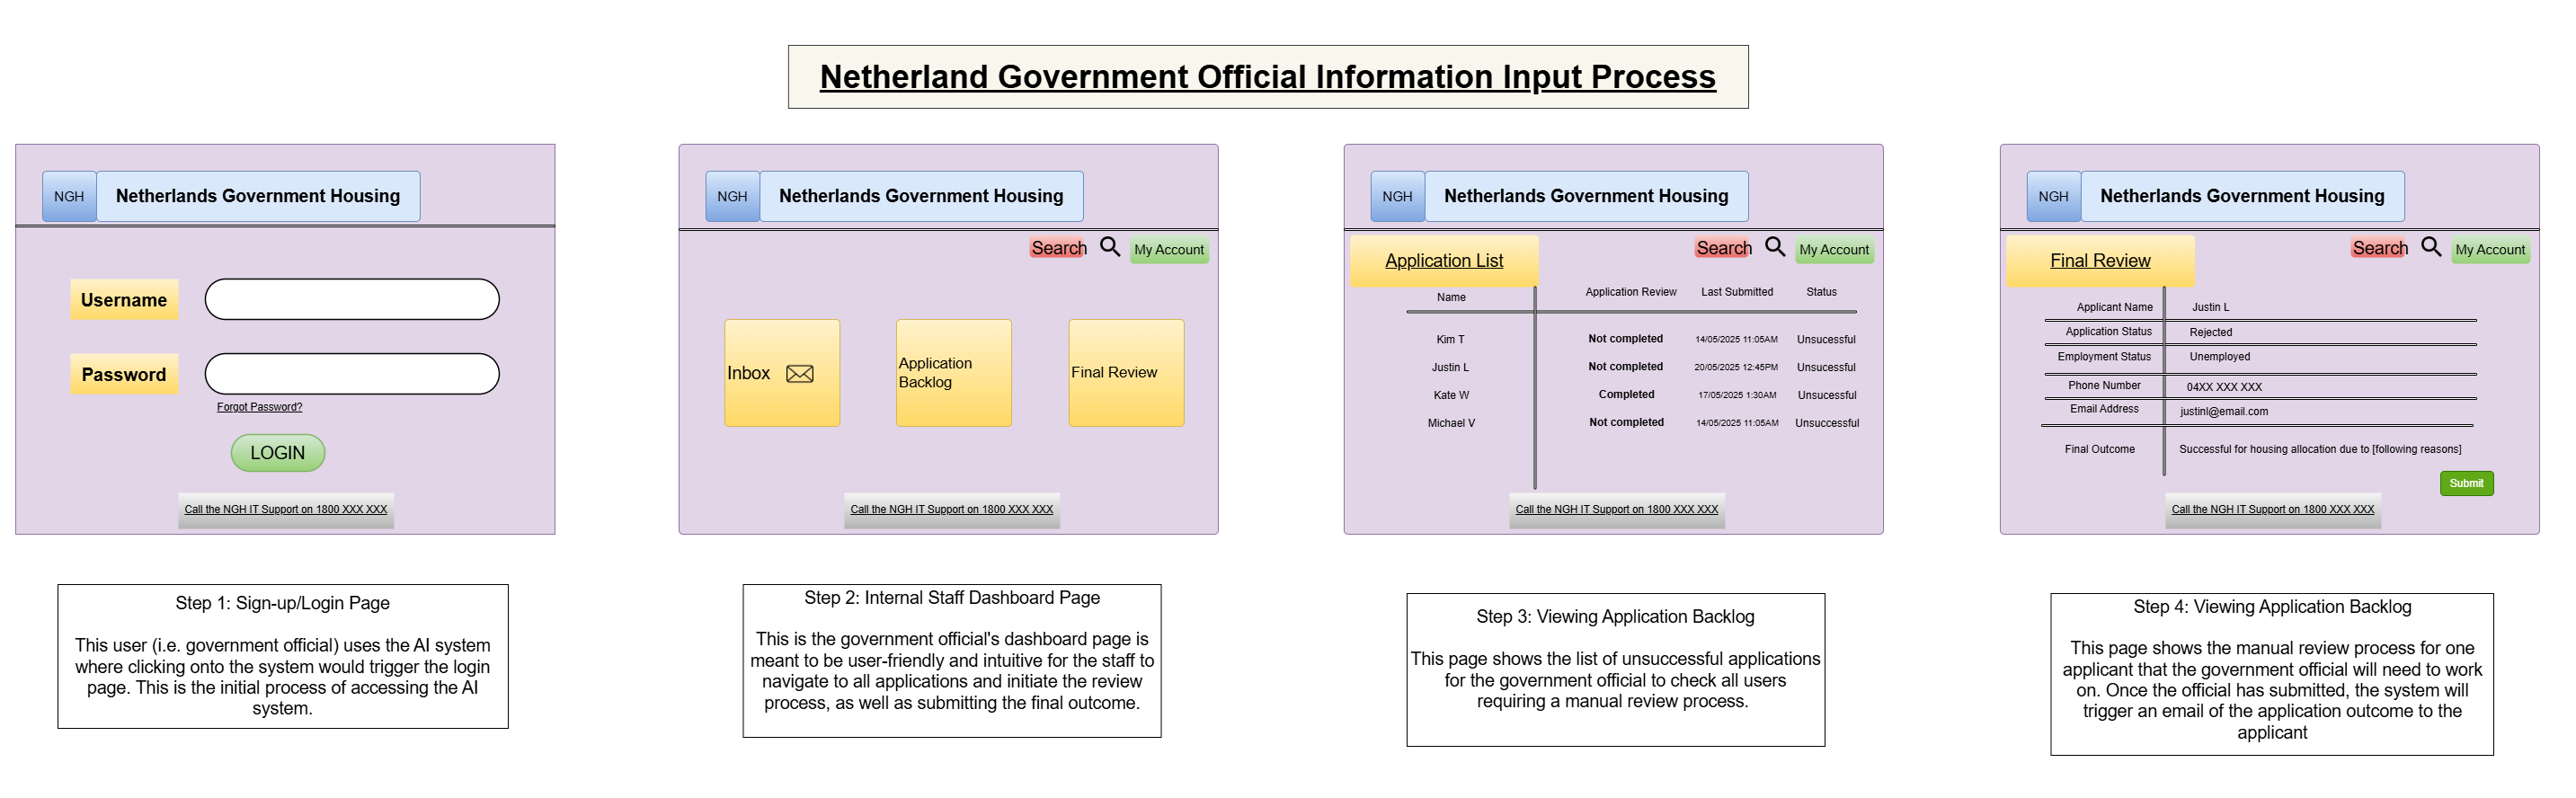 Netherland Government Official Information Input Process
NGH
Netherlands Government Housing
Username
Password
Forgot Password?
LOGIN
Call the NGH IT Support on 1800 XXX XXX
Step 1: Sign-up/Login Page
This user (i.e. government official) uses the AI system
where clicking onto the system would trigger the login
page. This is the initial process of accessing the AI
system.
NGH
Netherlands Government Housing
Search
My Account
Inbox
Application
Backlog
Final Review
Call the NGH IT Support on 1800 XXX XXX
Step 2: Internal Staff Dashboard Page
This is the government official's dashboard page is
meant to be user-friendly and intuitive for the staff to
navigate to all applications and initiate the review
process, as well as submitting the final outcome.
NGH
Netherlands Government Housing
Application List
Search
My Account
Name Application Review Last Submitted Status
Kim T Not completed 14/05/2025 11:05AM Unsucessful
Justin L Not completed 20/05/2025 12:45PM Unsucessful
Kate W Completed 17/05/2025 1:30AM Unsucessful
Michael V Not completed 14/05/2025 11:05AM Unsuccessful
Call the NGH IT Support on 1800 XXX XXX
Step 3: Viewing Application Backlog
This page shows the list of unsuccessful applications
for the government official to check all users
requiring a manual review process.
NGH
Netherlands Government Housing
Final Review
Search
My Account
Applicant Name Justin L
Application Status Rejected
Employment Status Unemployed
Phone Number 04XX XXX XXX
Email Address justinl@email.com
Final Outcome Successful for housing allocation due to [following reasons]
Submit
Call the NGH IT Support on 1800 XXX XXX
Step 4: Viewing Application Backlog
This page shows the manual review process for one
applicant that the government official will need to work
on. Once the official has submitted, the system will
trigger an email of the application outcome to the
applicant